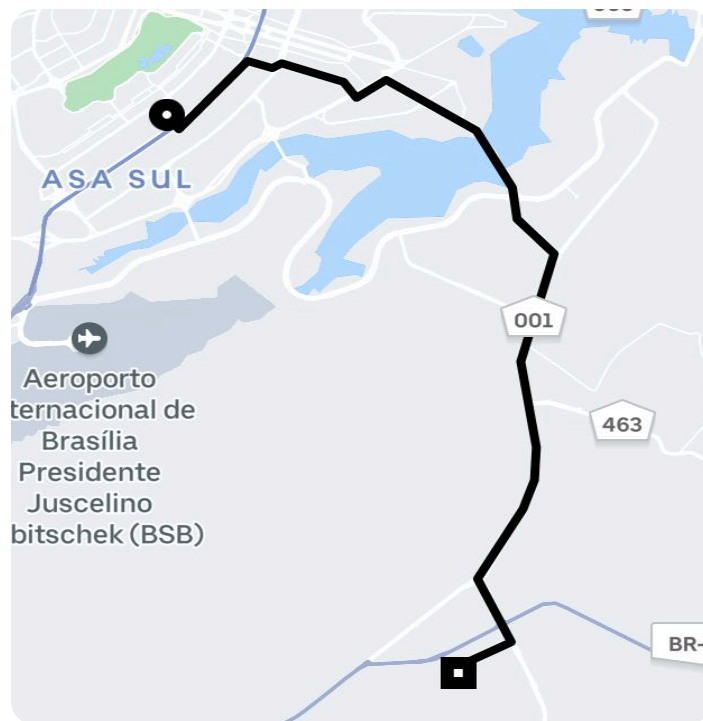 ASA SUL
001
463
Aeroporto
ternacional de
Brasília
Presidente
Juscelino
bitschek (BSB)
BR-